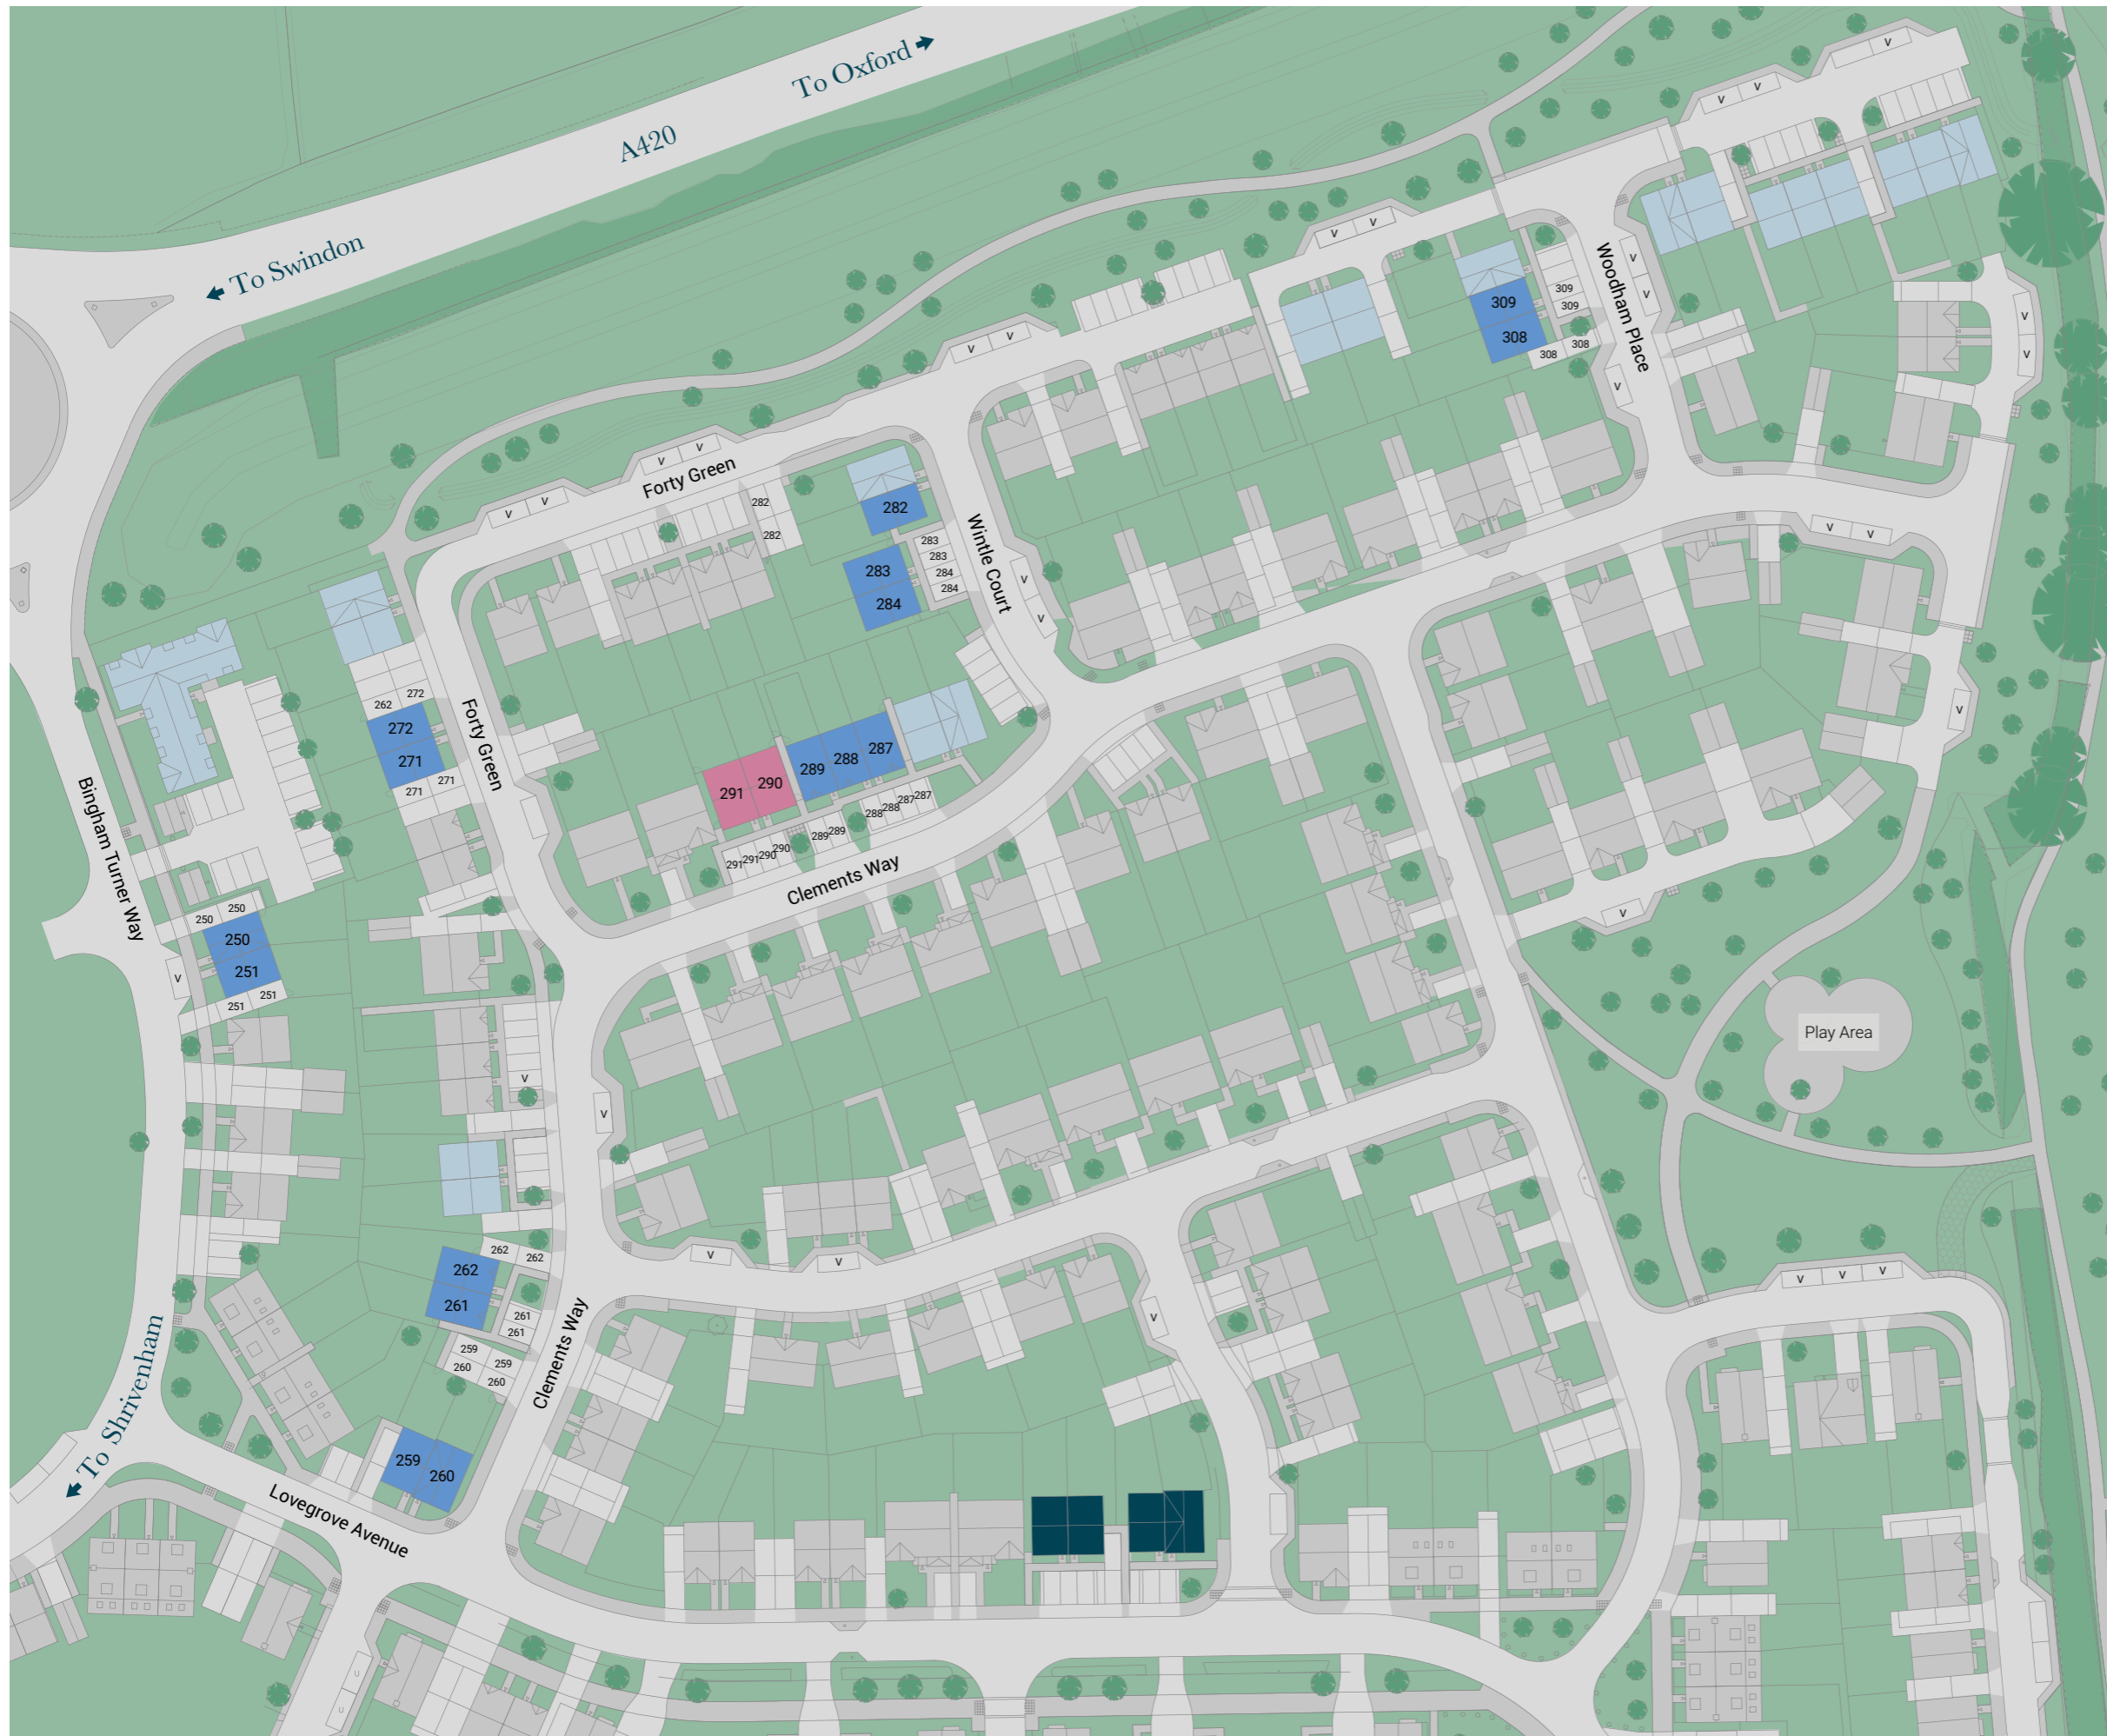 To Oxford
A420
To Swindon
V
V
V
V
V
V
V
Woodham Place
V
V
V
V
V
309
309
309
308
308
308
V
V
V
V
Forty Green
V
V
282
282
282
Wintle Court
283
283
284
284
283
284
V
V
V
V
272
262
272
271
271
271
Forty Green
V
287
288
289
290
291
287
287
288
288
289
289
290
290
291
291
Clements Way
Bingham Turner Way
250
250
250
251
251
251
V
V
Play Area
V
V
V
V
262
262
262
261
261
261
259
259
260
260
Clements Way
V
V
V
V
To Shrivenham
259
260
Lovegrove Avenue